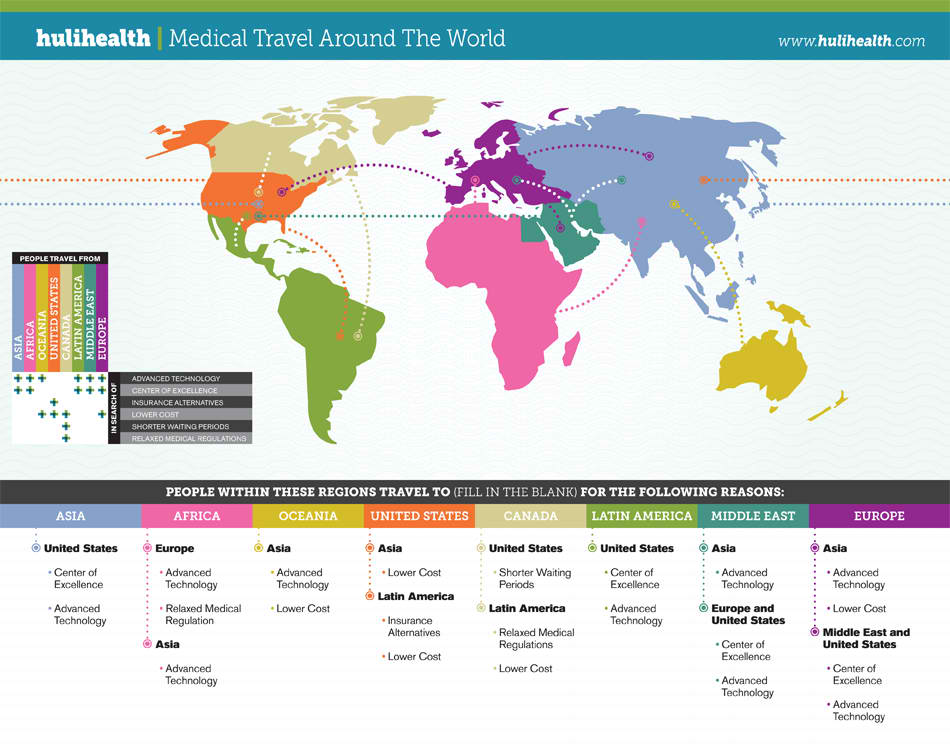 hulihealth | Medical Travel Around The World
www.hulihealth.com
PEOPLE TRAVEL FROM
ASIA
AFRICA
OCEANIA
UNITED STATES
CANADA
LATIN AMERICA
MIDDLE EAST
EUROPE
IN SEARCH OF
ADVANCED TECHNOLOGY
CENTER OF EXCELLENCE
INSURANCE ALTERNATIVES
LOWER COST
SHORTER WAITING PERIODS
RELAXED MEDICAL REGULATIONS
PEOPLE WITHIN THESE REGIONS TRAVEL TO (FILL IN THE BLANK) FOR THE FOLLOWING REASONS:
ASIA
United States
• Center of
Excellence
• Advanced
Technology
AFRICA
Europe
• Advanced
Technology
• Relaxed Medical
Regulation
Asia
• Advanced
Technology
OCEANIA
Asia
• Advanced
Technology
• Lower Cost
UNITED STATES
Asia
• Lower Cost
Latin America
• Insurance
Alternatives
• Lower Cost
CANADA
United States
• Shorter Waiting
Periods
Latin America
• Relaxed Medical
Regulations
• Lower Cost
LATIN AMERICA
United States
• Center of
Excellence
• Advanced
Technology
MIDDLE EAST
Asia
• Advanced
Technology
Europe and
United States
• Center of
Excellence
• Advanced
Technology
EUROPE
Asia
• Advanced
Technology
• Lower Cost
Middle East and
United States
• Center of
Excellence
• Advanced
Technology